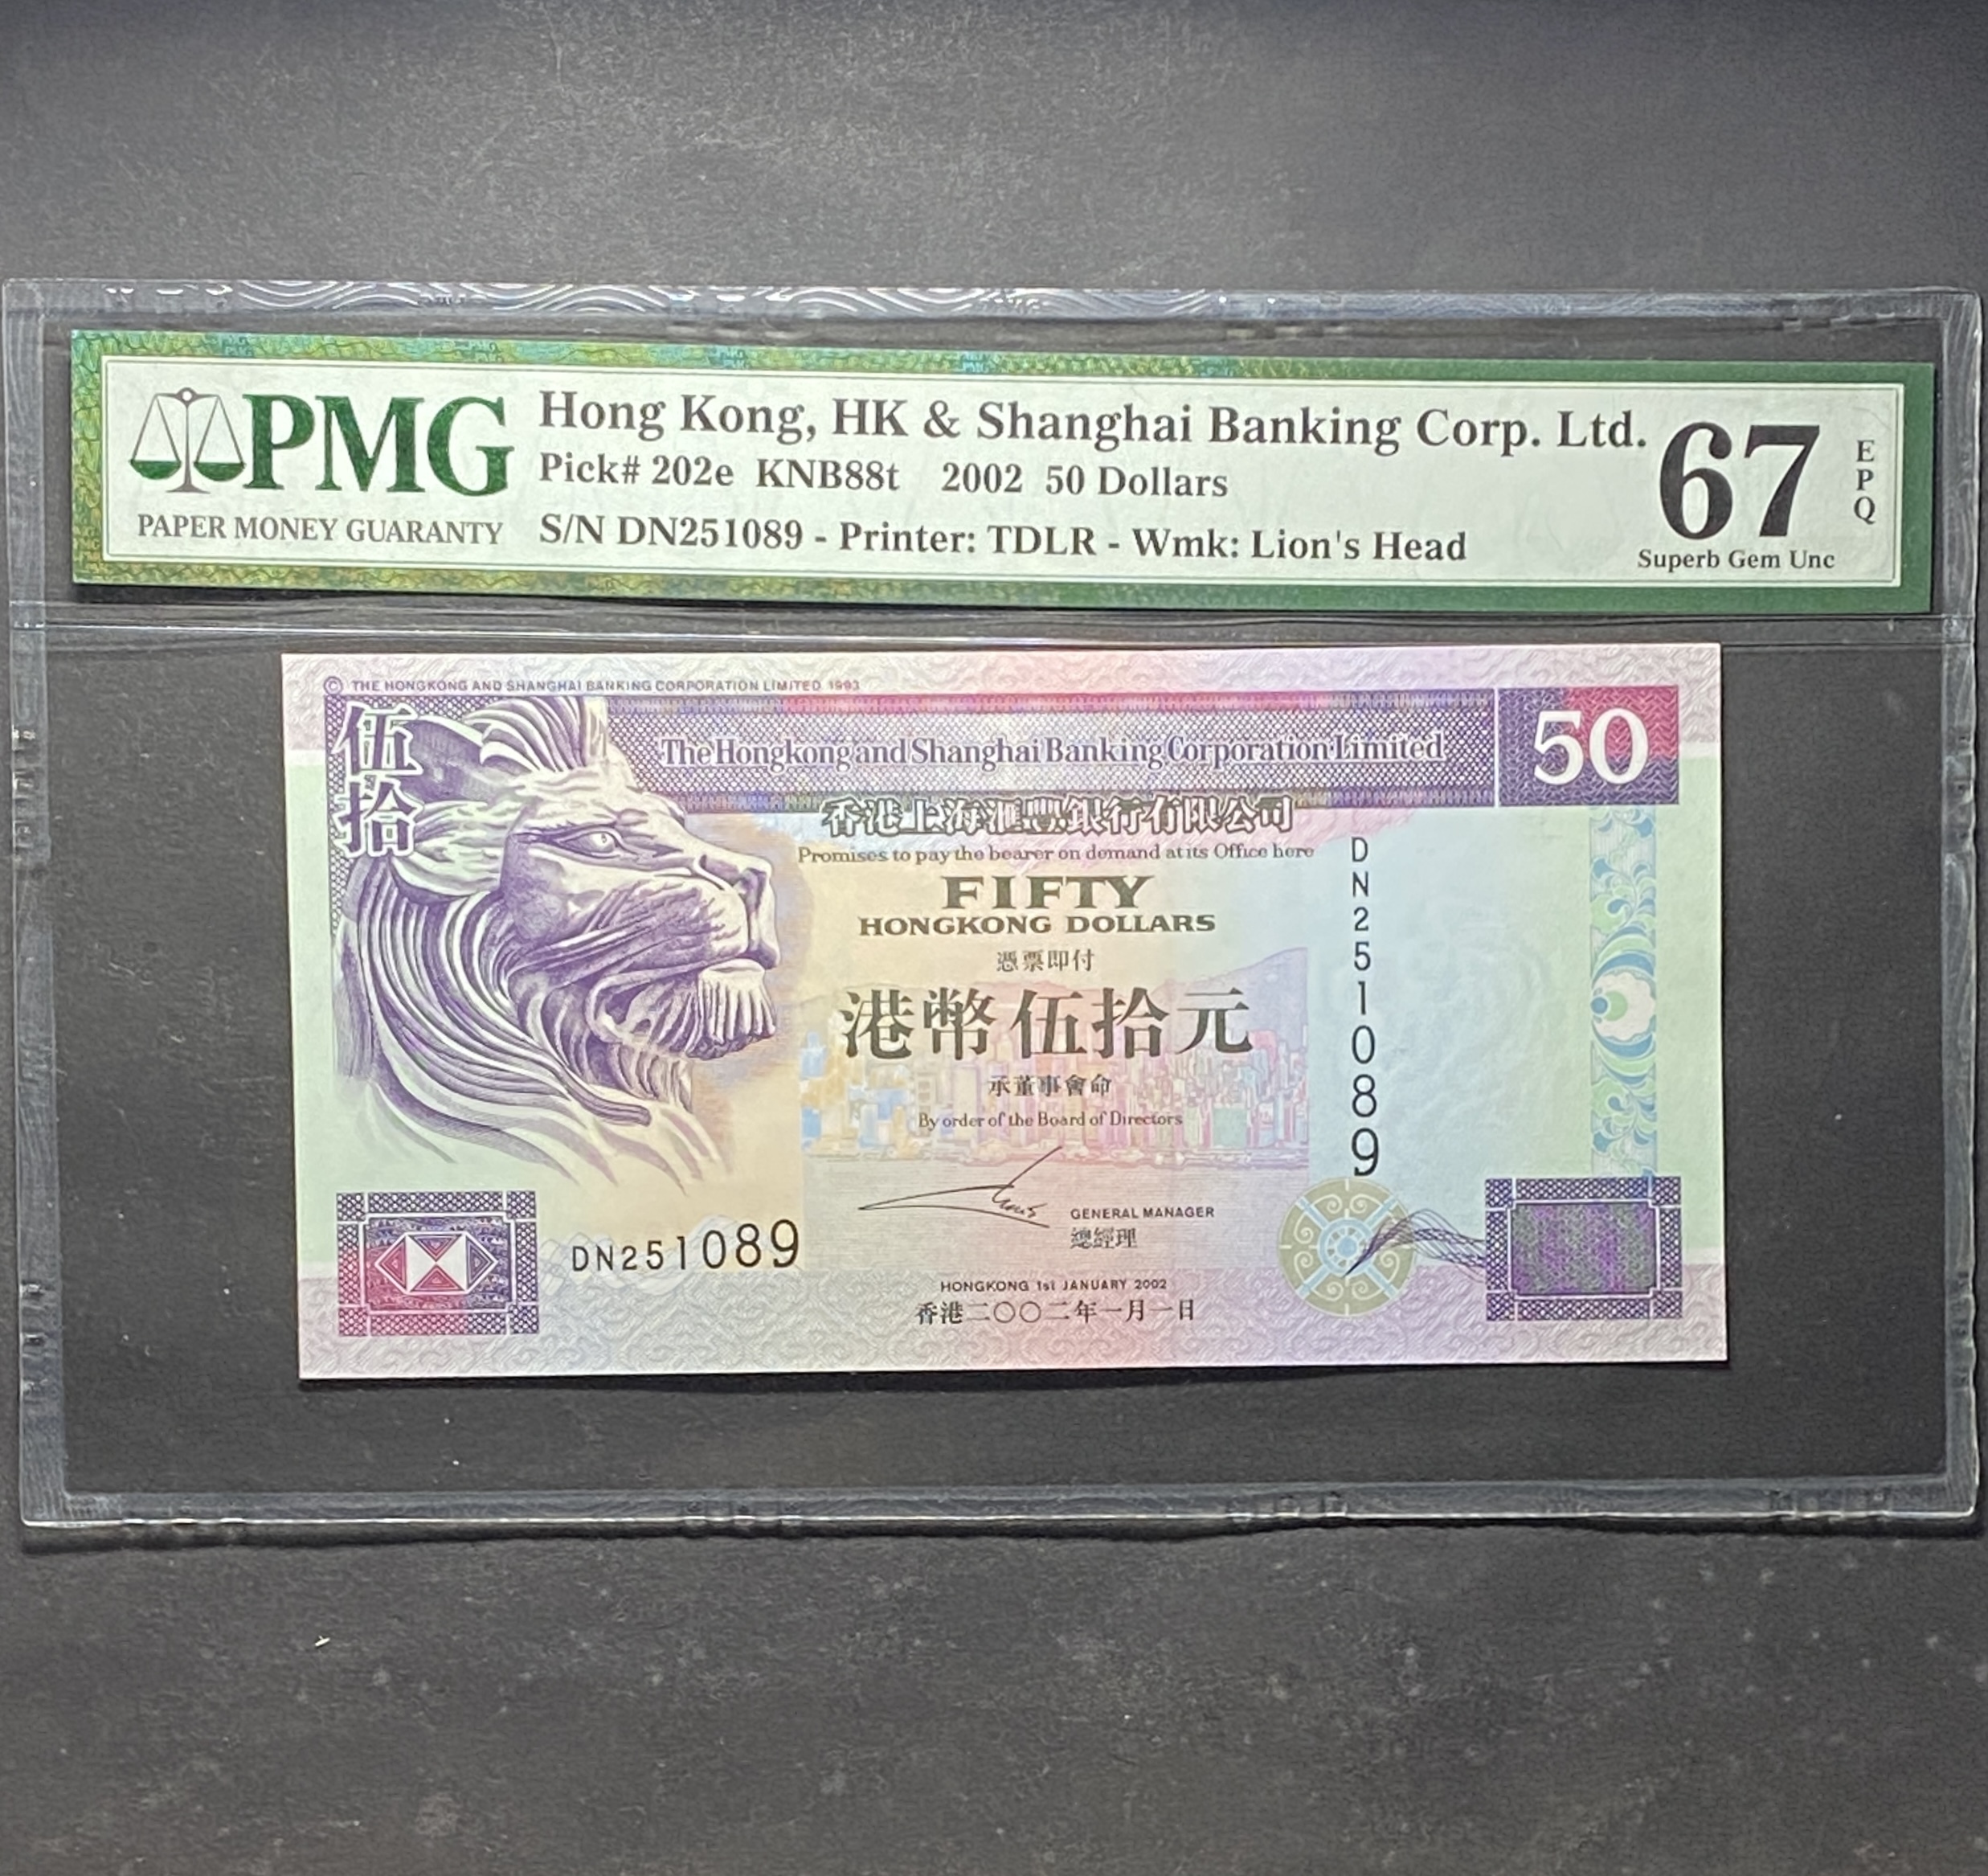 PMG
PAPER MONEY GUARANTY
Hong Kong, HK & Shanghai Banking Corp. Ltd.
Pick# 202e KNB88t 2002 50 Dollars
S/N DN251089 - Printer: TDLR - Wmk: Lion's Head
67
EPQ
Superb Gem Unc
© THE HONGKONG AND SHANGHAI BANKING CORPORATION LIMITED 1993
伍拾
The Hongkong and Shanghai Banking Corporation Limited
50
香港上海滙豐銀行有限公司
Promises to pay the bearer on demand at its Office here
FIFTY
HONGKONG DOLLARS
憑票即付
港幣伍拾元
承董事會命
By order of the Board of Directors
DN251089
GENERAL MANAGER
總經理
DN251089
HONGKONG 1st JANUARY 2002
香港二〇〇二年一月一日